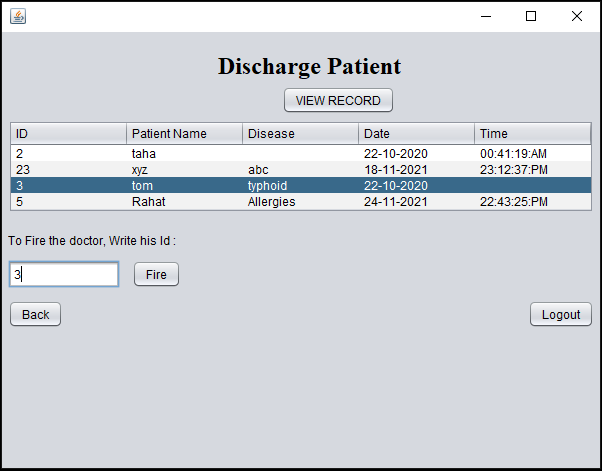 Discharge Patient
VIEW RECORD
ID Patient Name Disease Date Time
2 taha 22-10-2020 00:41:19:AM
23 xyz abc 18-11-2021 23:12:37:PM
3 tom typhoid 22-10-2020
5 Rahat Allergies 24-11-2021 22:43:25:PM
To Fire the doctor, Write his Id :
3 Fire
Back Logout